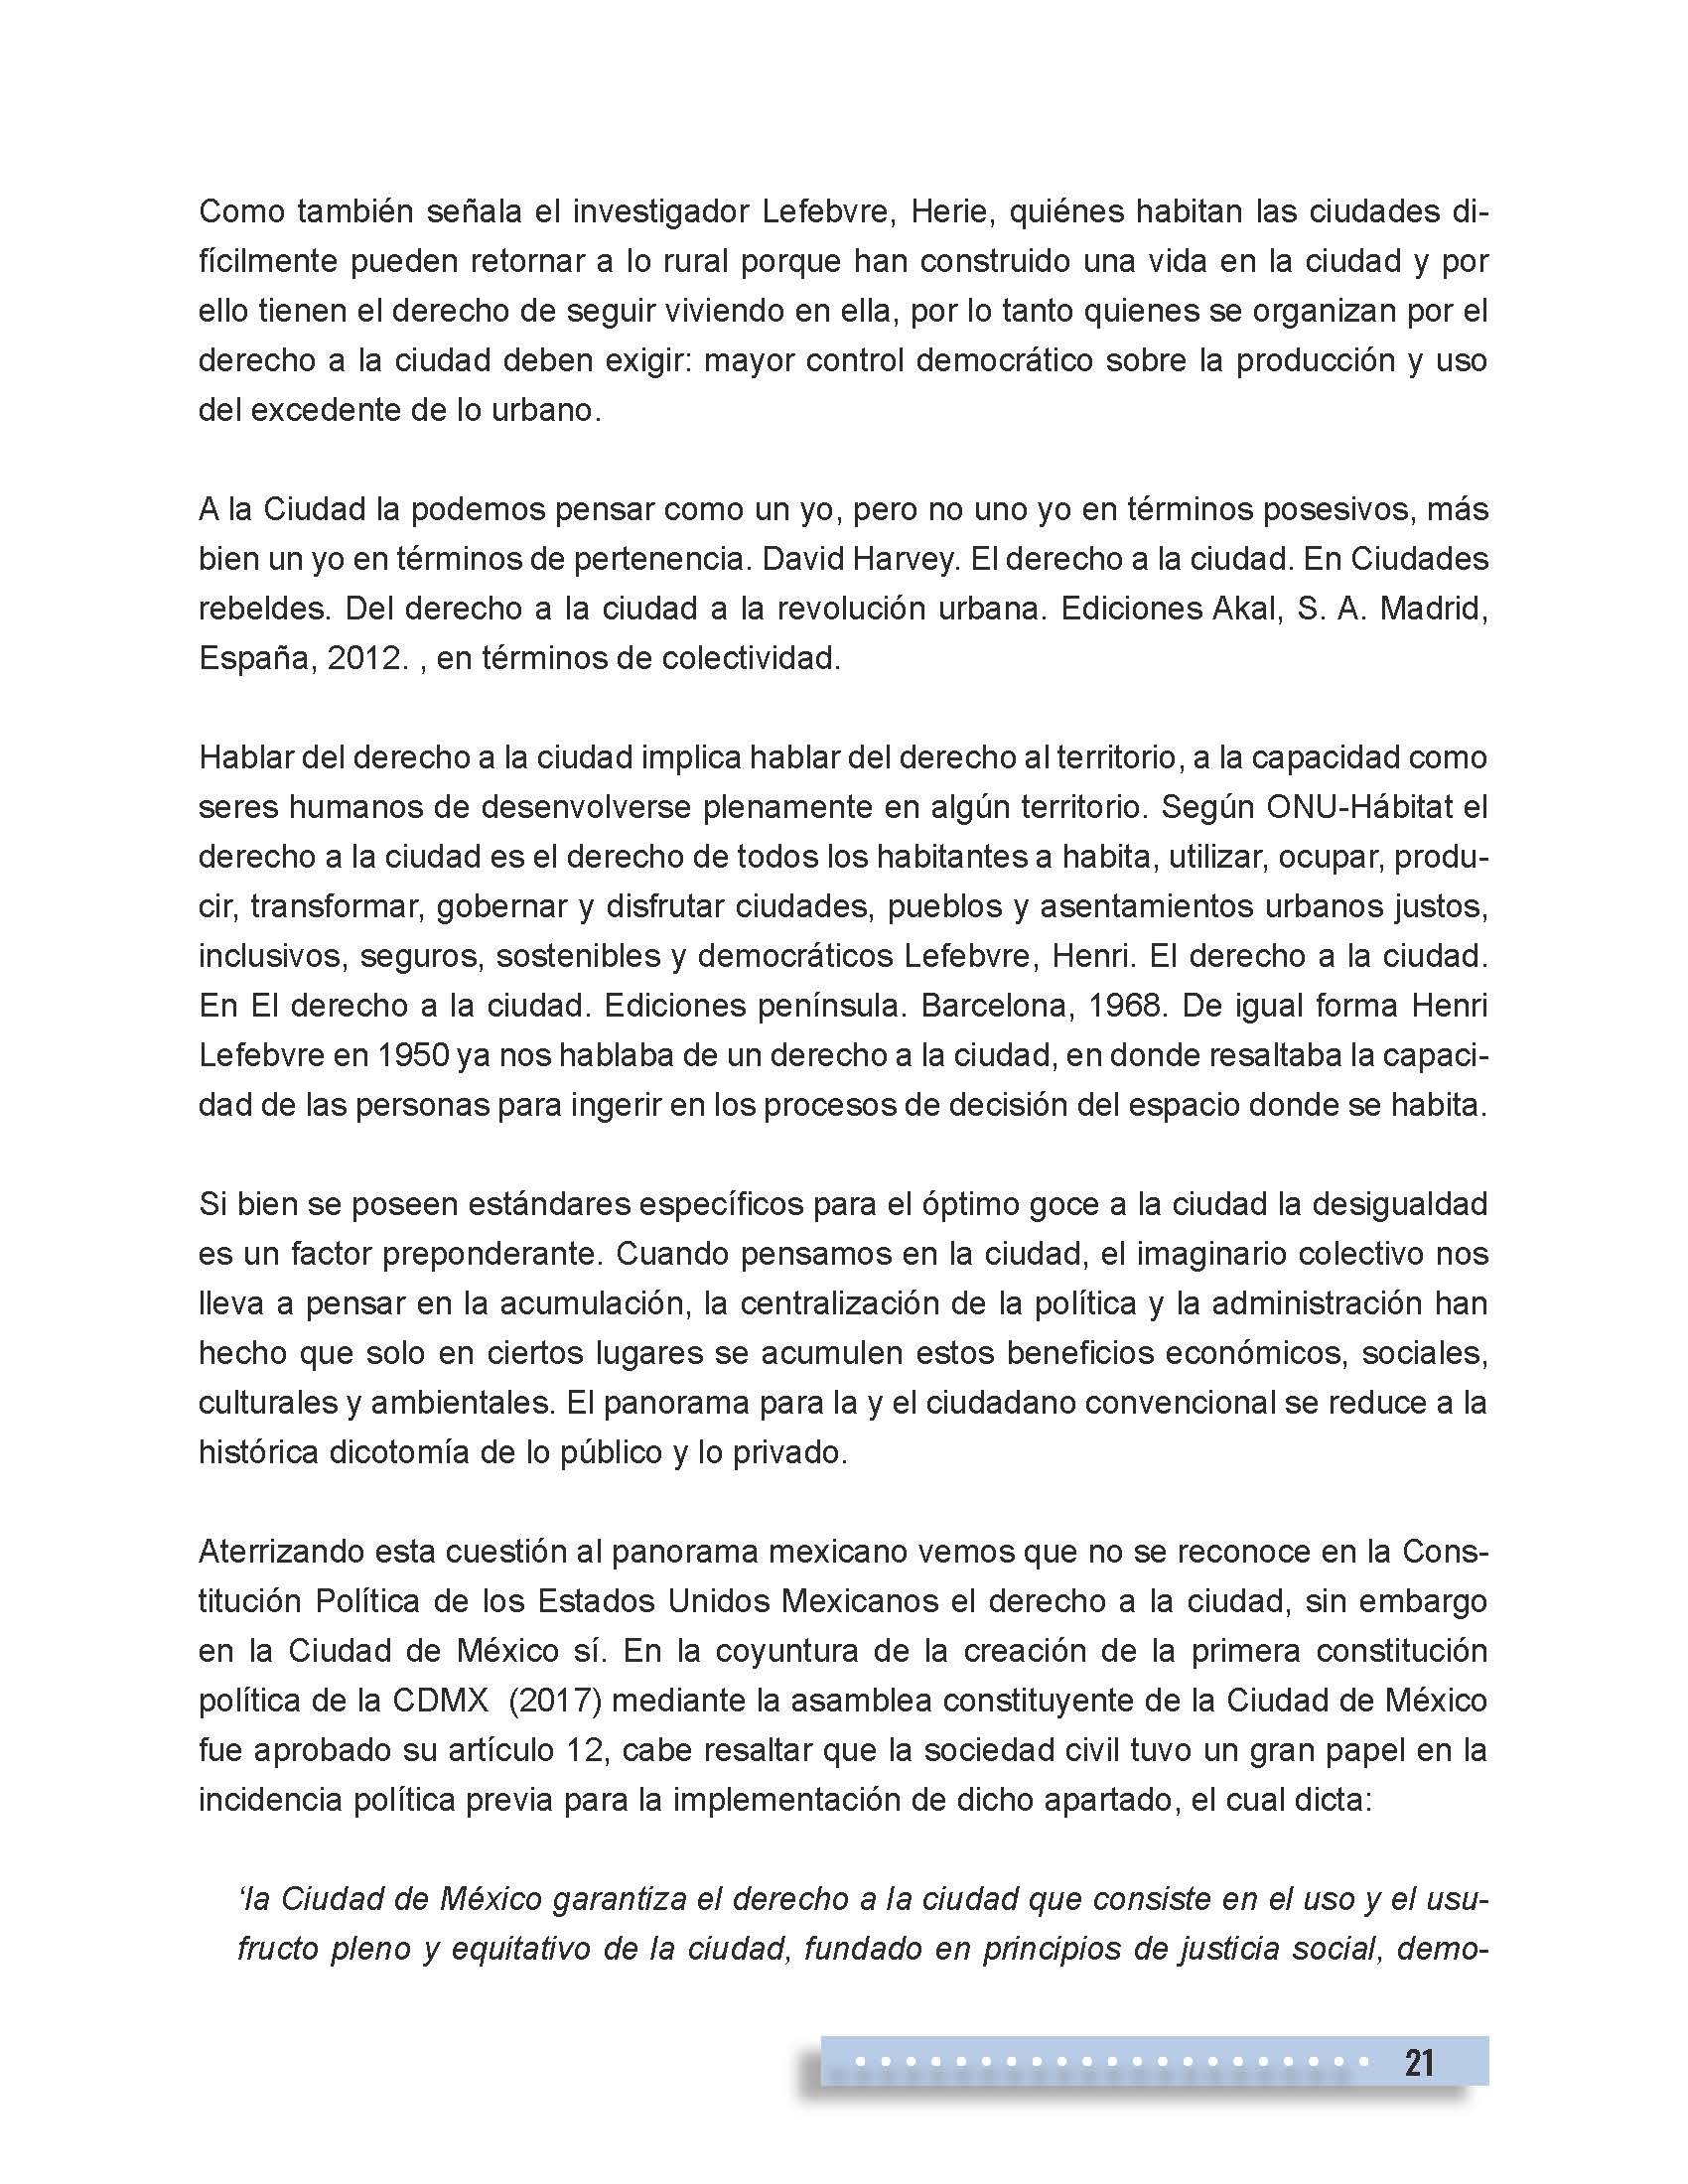 Como también señala el investigador Lefebvre, Herie, quiénes habitan las ciudades di-
fícilmente pueden retornar a lo rural porque han construido una vida en la ciudad y por
ello tienen el derecho de seguir viviendo en ella, por lo tanto quienes se organizan por el
derecho a la ciudad deben exigir: mayor control democrático sobre la producción y uso
del excedente de lo urbano.
A la Ciudad la podemos pensar como un yo, pero no uno yo en términos posesivos, más
bien un yo en términos de pertenencia. David Harvey. El derecho a la ciudad. En Ciudades
rebeldes. Del derecho a la ciudad a la revolución urbana. Ediciones Akal, S. A. Madrid,
España, 2012. , en términos de colectividad.
Hablar del derecho a la ciudad implica hablar del derecho al territorio, a la capacidad como
seres humanos de desenvolverse plenamente en algún territorio. Según ONU-Hábitat el
derecho a la ciudad es el derecho de todos los habitantes a habita, utilizar, ocupar, produ-
cir, transformar, gobernar y disfrutar ciudades, pueblos y asentamientos urbanos justos,
inclusivos, seguros, sostenibles y democráticos Lefebvre, Henri. El derecho a la ciudad.
En El derecho a la ciudad. Ediciones península. Barcelona, 1968. De igual forma Henri
Lefebvre en 1950 ya nos hablaba de un derecho a la ciudad, en donde resaltaba la capaci-
dad de las personas para ingerir en los procesos de decisión del espacio donde se habita.
Si bien se poseen estándares específicos para el óptimo goce a la ciudad la desigualdad
es un factor preponderante. Cuando pensamos en la ciudad, el imaginario colectivo nos
lleva a pensar en la acumulación, la centralización de la política y la administración han
hecho que solo en ciertos lugares se acumulen estos beneficios económicos, sociales,
culturales y ambientales. El panorama para la y el ciudadano convencional se reduce a la
histórica dicotomía de lo público y lo privado.
Aterrizando esta cuestión al panorama mexicano vemos que no se reconoce en la Cons-
titución Política de los Estados Unidos Mexicanos el derecho a la ciudad, sin embargo
en la Ciudad de México sí. En la coyuntura de la creación de la primera constitución
política de la CDMX  (2017) mediante la asamblea constituyente de la Ciudad de México
fue aprobado su artículo 12, cabe resaltar que la sociedad civil tuvo un gran papel en la
incidencia política previa para la implementación de dicho apartado, el cual dicta:
‘la Ciudad de México garantiza el derecho a la ciudad que consiste en el uso y el usu-
fructo pleno y equitativo de la ciudad, fundado en principios de justicia social, demo-
21